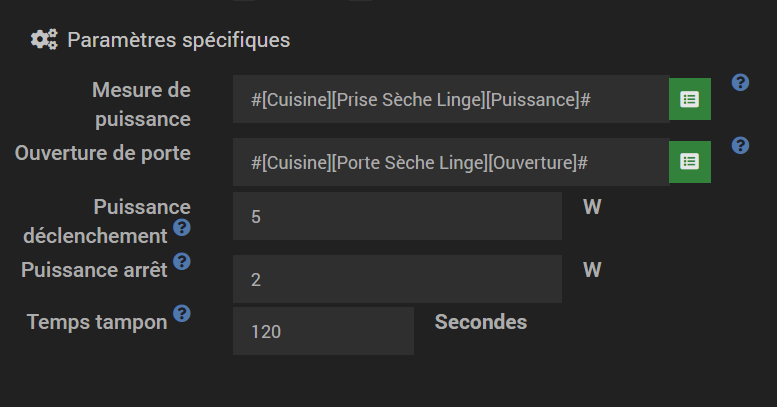 Paramètres spécifiques
Mesure de
puissance
#[Cuisine][Prise Sèche Linge][Puissance]#
Ouverture de porte
#[Cuisine][Porte Sèche Linge][Ouverture]#
Puissance
déclenchement
5
W
Puissance arrêt
2
W
Temps tampon
120
Secondes